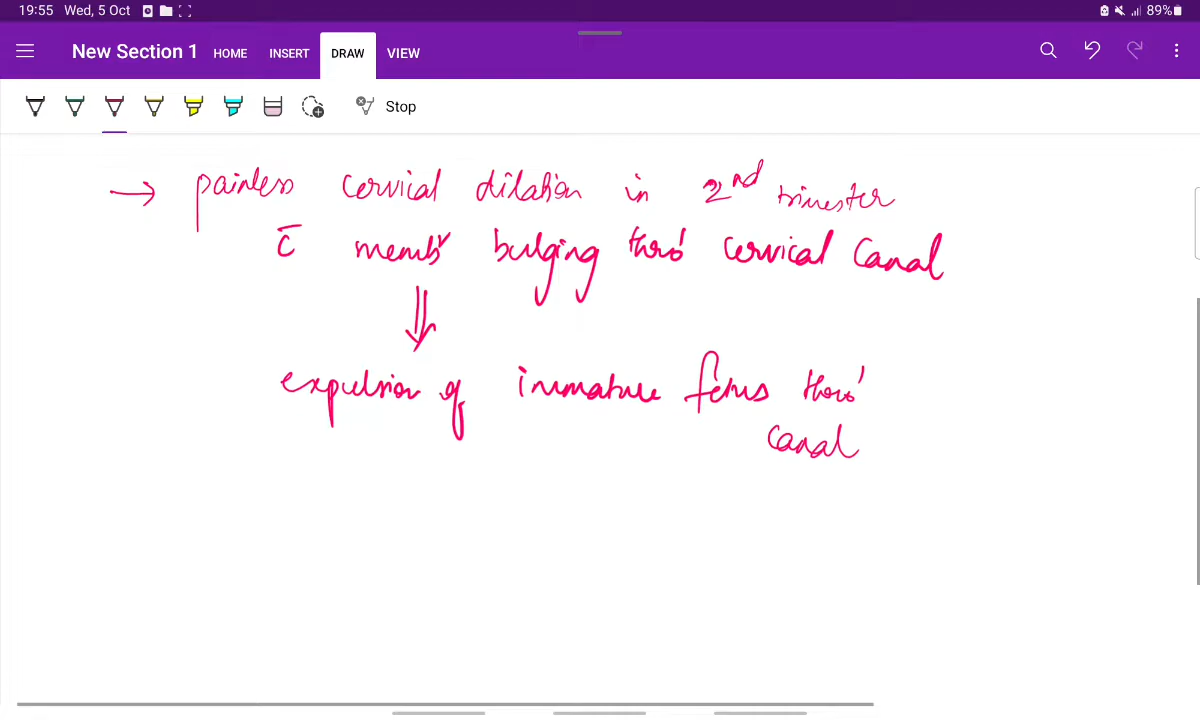 19:55 Wed, 5 Oct 89%
New Section 1 HOME INSERT DRAW VIEW
Stop
→ painless cervical dilation in 2nd trimester
c̄ membʳ bulging thro' cervical Canal
⇓
expulsion of immature fetus thro'
canal